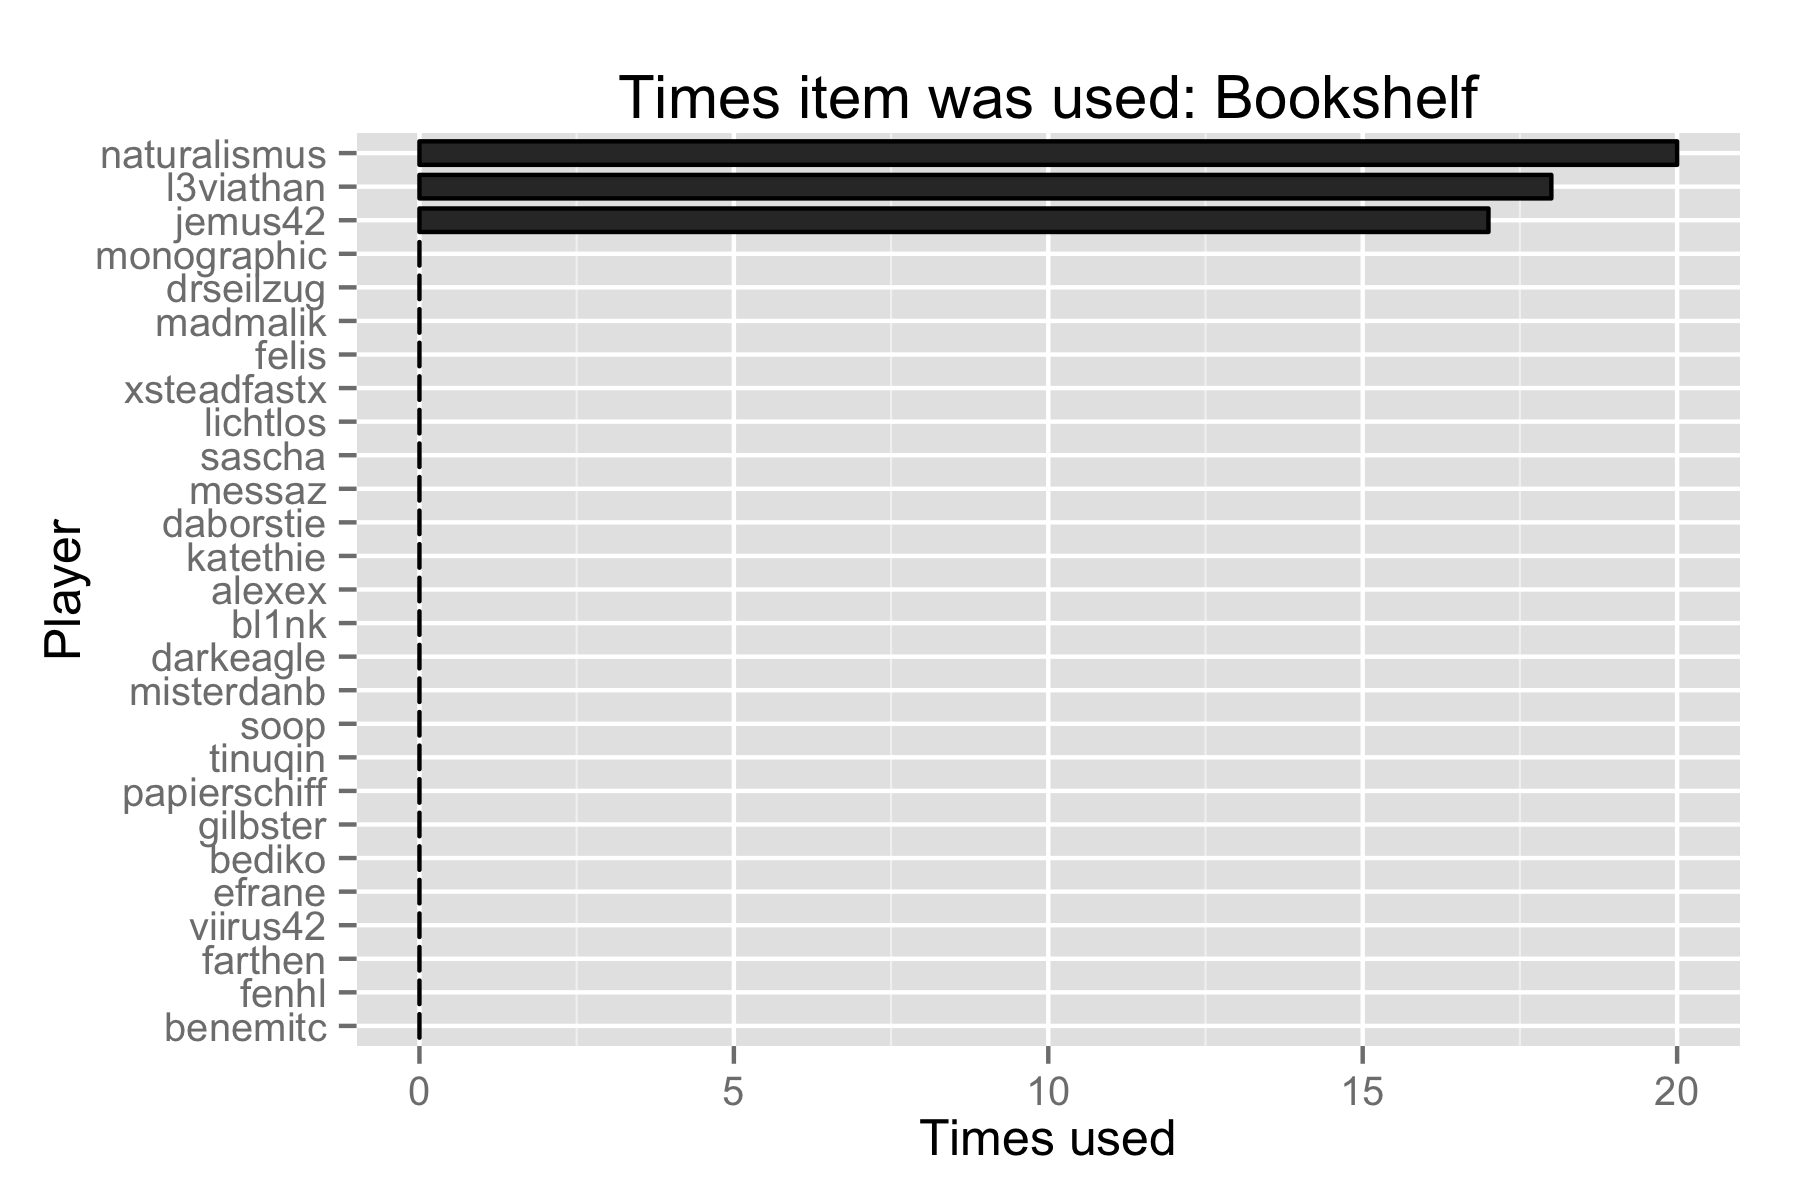 Times item was used: Bookshelf
naturalismus
l3viathan
jemus42
monographic
drseilzug
madmalik
felis
xsteadfastx
lichtlos
sascha
messaz
daborstie
katethie
alexex
bl1nk
darkeagle
misterdanb
soop
tinuqin
papierschiff
gilbster
bediko
efrane
viirus42
farthen
fenhl
benemitc
Player
0 5 10 15 20
Times used